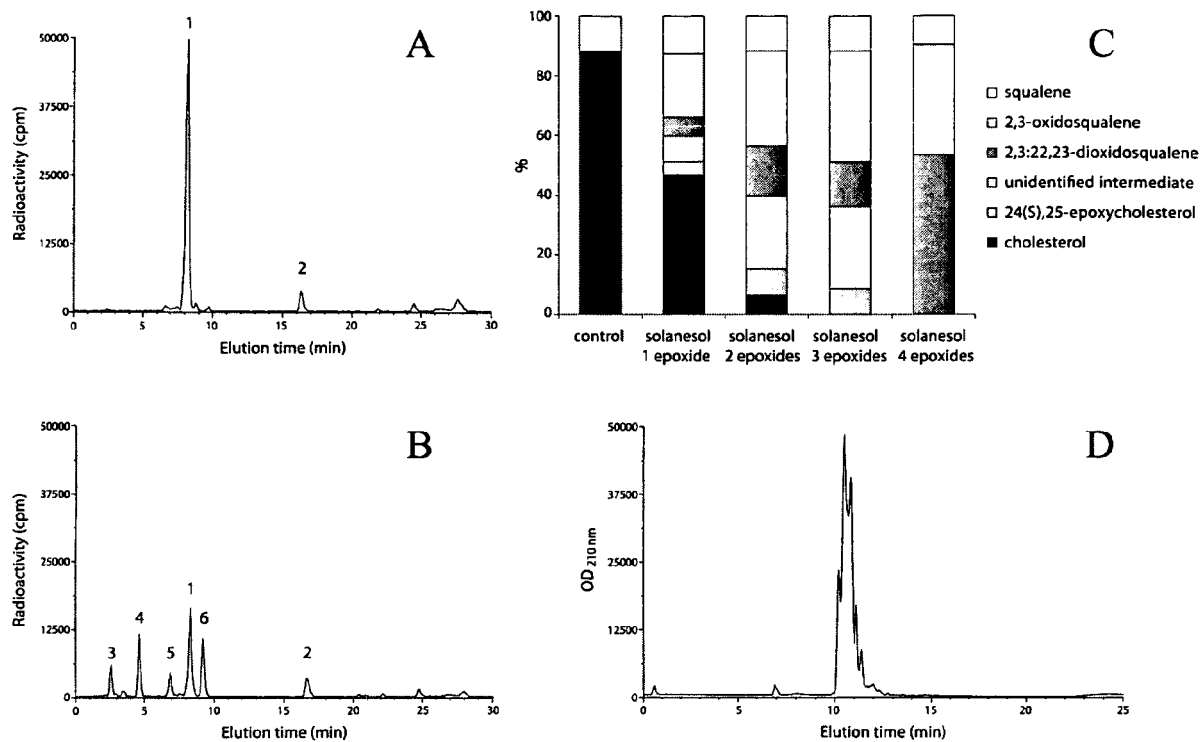 A
50000
37500
25000
12500
0
Radioactivity (cpm)
1
2
0 5 10 15 20 25 30
Elution time (min)
C
100
80
60
40
20
0
%
control
solanesol 1 epoxide
solanesol 2 epoxides
solanesol 3 epoxides
solanesol 4 epoxides
squalene
2,3-oxidosqualene
2,3:22,23-dioxidosqualene
unidentified intermediate
24(S),25-epoxycholesterol
cholesterol
B
50000
37500
25000
12500
0
Radioactivity (cpm)
3
4
5
1
6
2
0 5 10 15 20 25 30
Elution time (min)
D
50000
37500
25000
12500
0
OD 210 nm
0 5 10 15 20 25
Elution time (min)